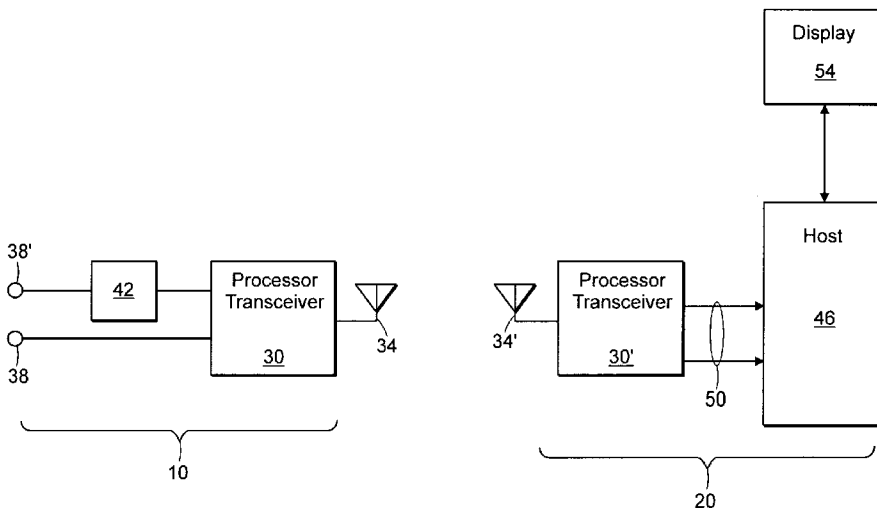 Display
54
Host
46
38'
42
38
Processor
Transceiver
30
34
34'
Processor
Transceiver
30'
50
10
20